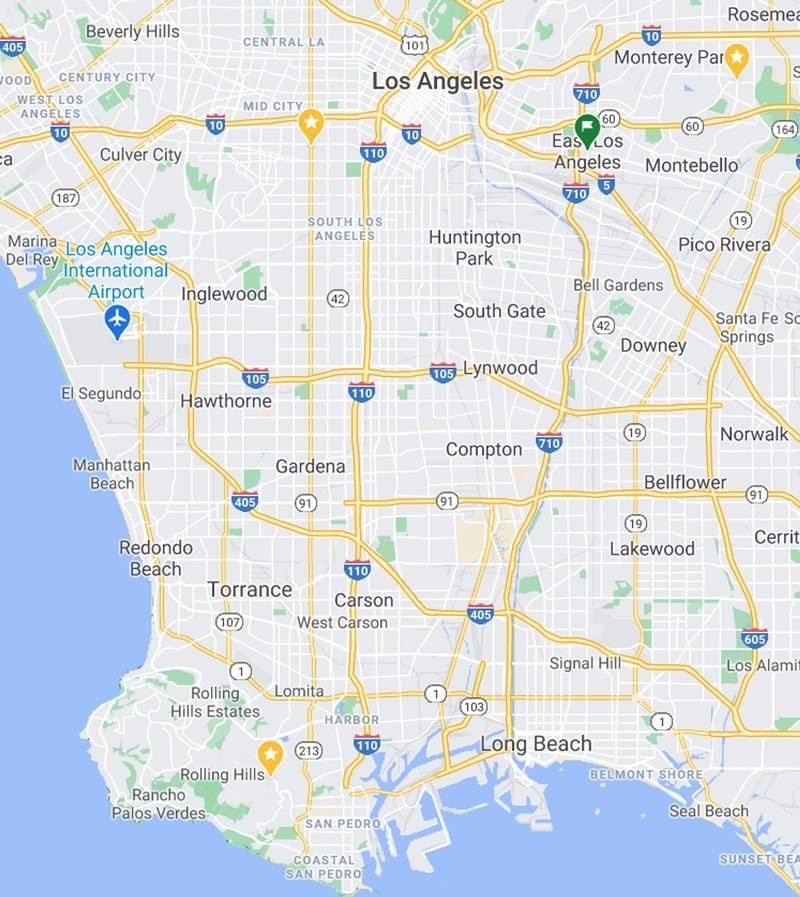 Rosemea
Beverly Hills
405
CENTRAL LA
101
10
Monterey Par
WOOD
CENTURY CITY
Los Angeles
S
WEST LOS
ANGELES
MID CITY
710
10
10
10
60
60
164
East Los
Angeles
ca
Culver City
110
Montebello
710
5
187
19
SOUTH LOS
ANGELES
Marina
Del Rey
Los Angeles
International
Airport
Huntington
Park
Pico Rivera
Inglewood
42
Bell Gardens
South Gate
42
Santa Fe So
Springs
Downey
El Segundo
105
105
Lynwood
110
Hawthorne
19
Norwalk
710
Compton
Manhattan
Beach
Gardena
Bellflower
405
91
91
91
19
Cerrit
Redondo
Beach
Lakewood
110
Torrance
Carson
West Carson
405
107
605
Signal Hill
Los Alamit
1
Rolling
Hills Estates
Lomita
1
103
HARBOR
1
213
110
Long Beach
Rolling Hills
BELMONT SHORE
Rancho
Palos Verdes
Seal Beach
SAN PEDRO
COASTAL
SAN PEDRO
SUNSET BEA